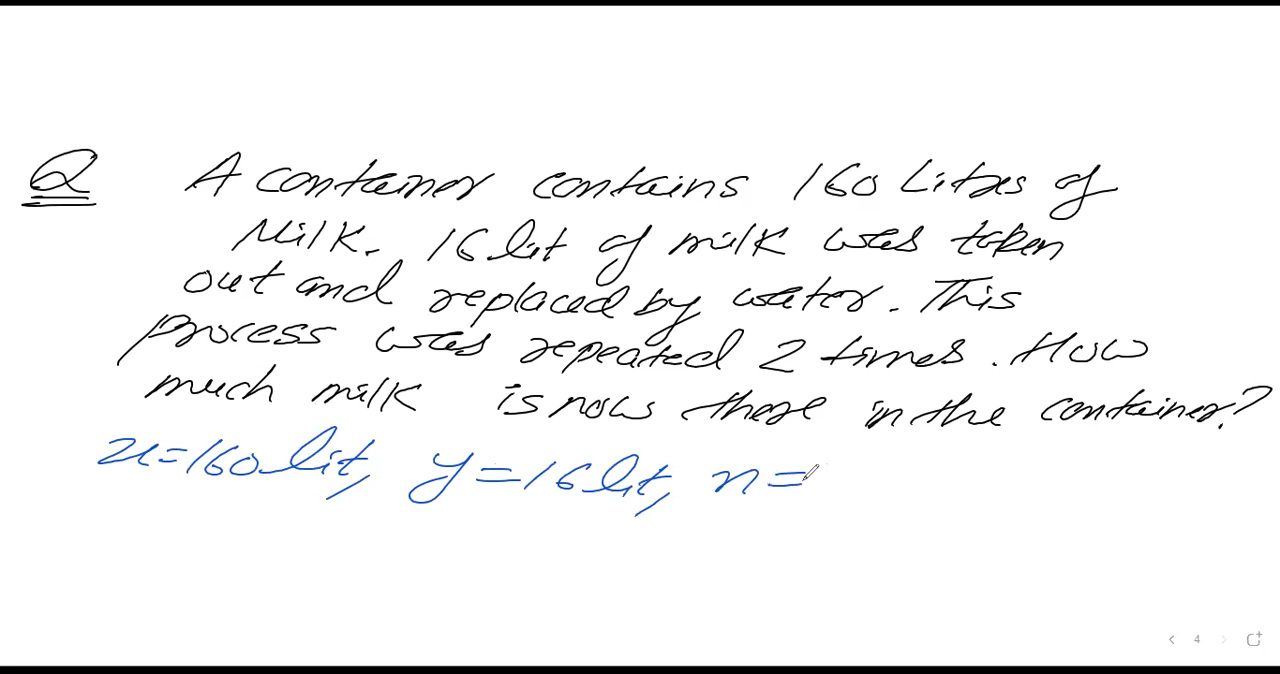 Q A container contains 160 Litres of
Milk. 16 lit of milk was taken
out and replaced by water. This
process was repeated 2 times. How
much milk is now there in the container?
x=160 lit, y=16 lit, n=
4